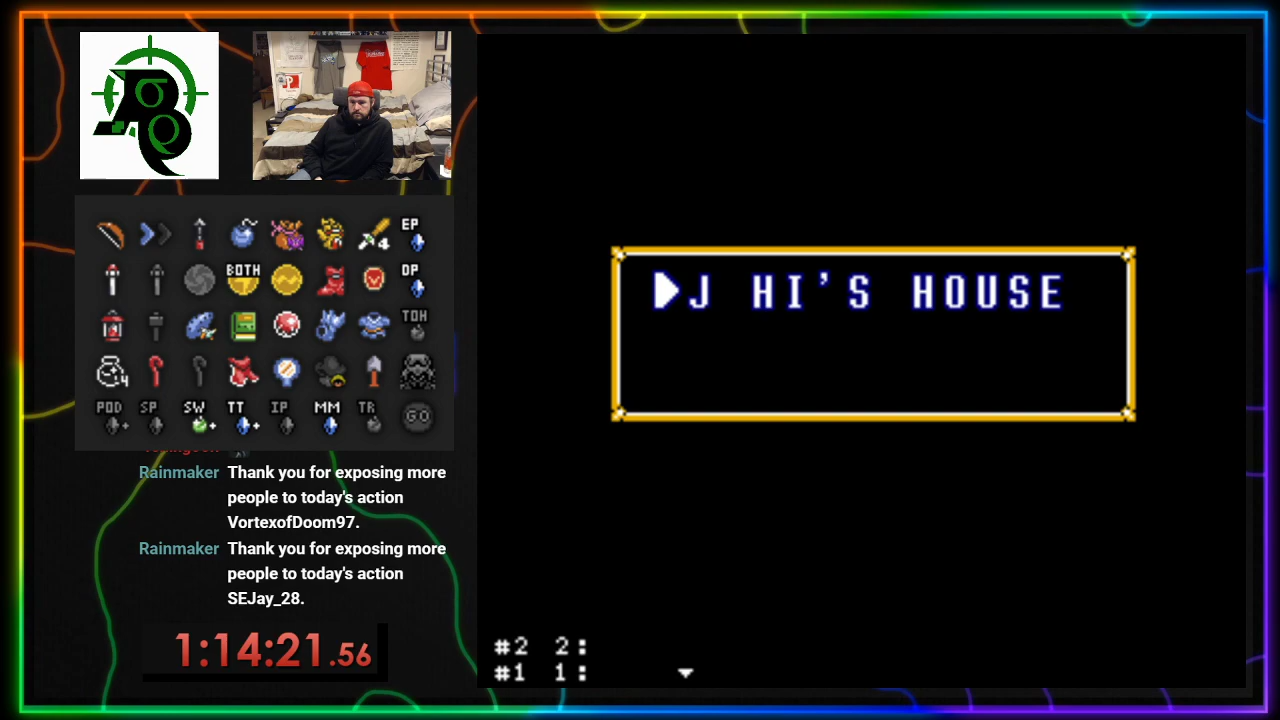 EP
BOTH
DP
TOH
4
4
POD
SP
SW
TT
IP
MM
TR
GO
Rainmaker Thank you for exposing more
people to today's action
VortexofDoom97.
Rainmaker Thank you for exposing more
people to today's action
SEJay_28.
1:14:21.56
J HI'S HOUSE
#2 2:
#1 1: